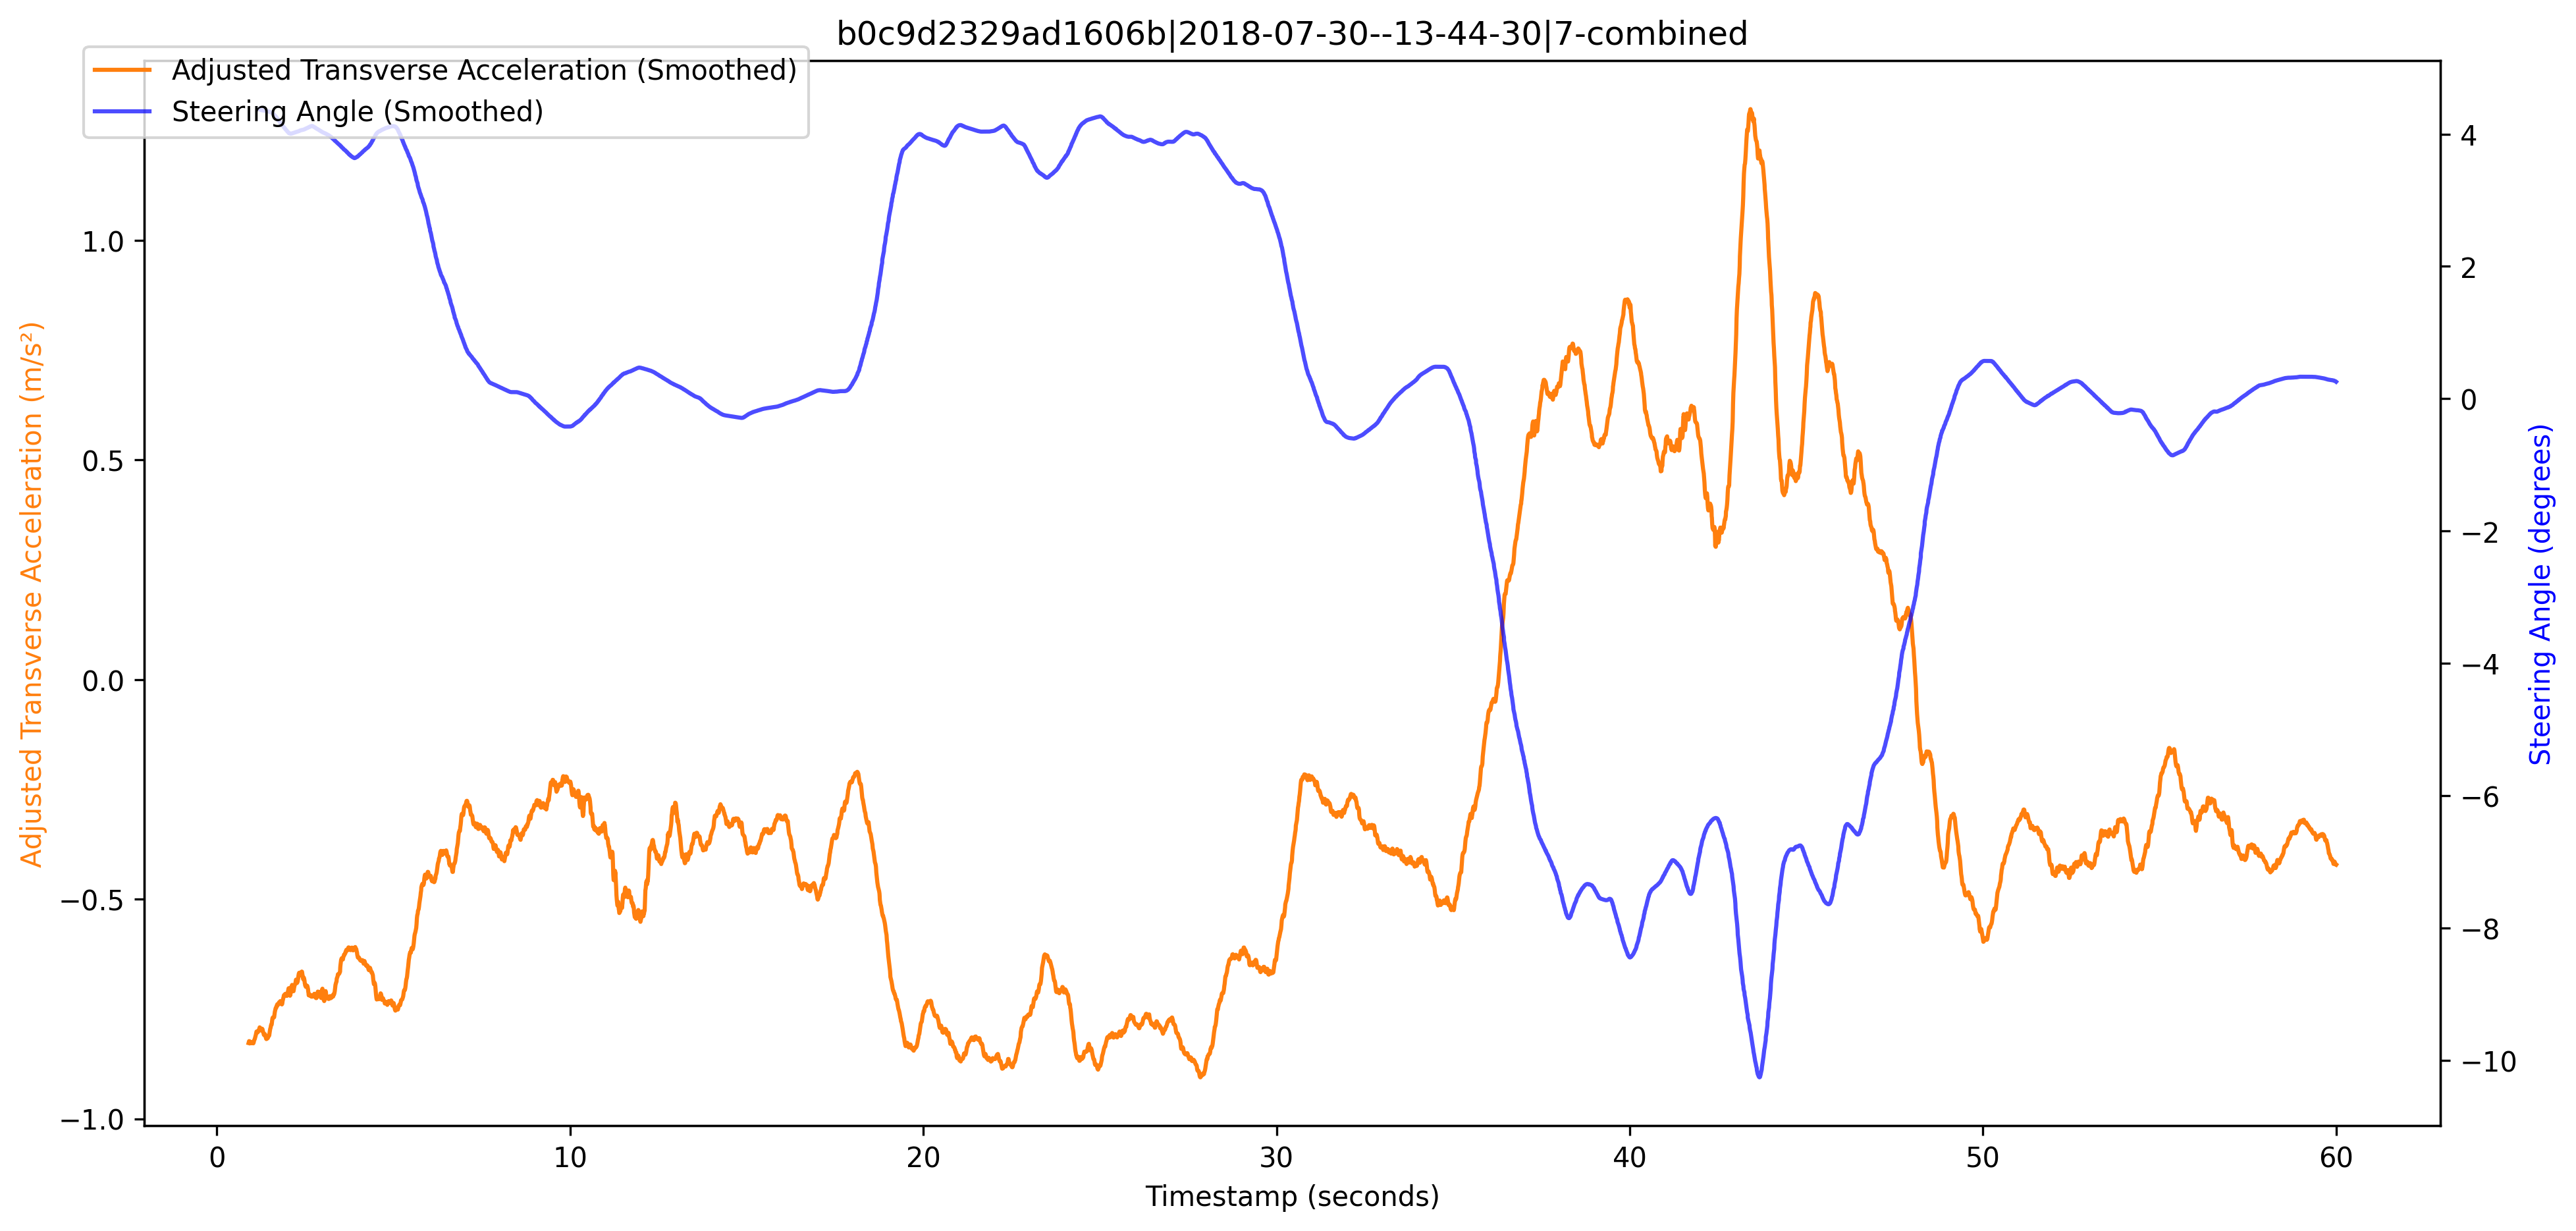 b0c9d2329ad1606b|2018-07-30--13-44-30|7-combined
Adjusted Transverse Acceleration (Smoothed)
Steering Angle (Smoothed)
Adjusted Transverse Acceleration (m/s²)
1.0
0.5
0.0
−0.5
−1.0
4
2
0
−2
−4
−6
−8
−10
Steering Angle (degrees)
0 10 20 30 40 50 60
Timestamp (seconds)